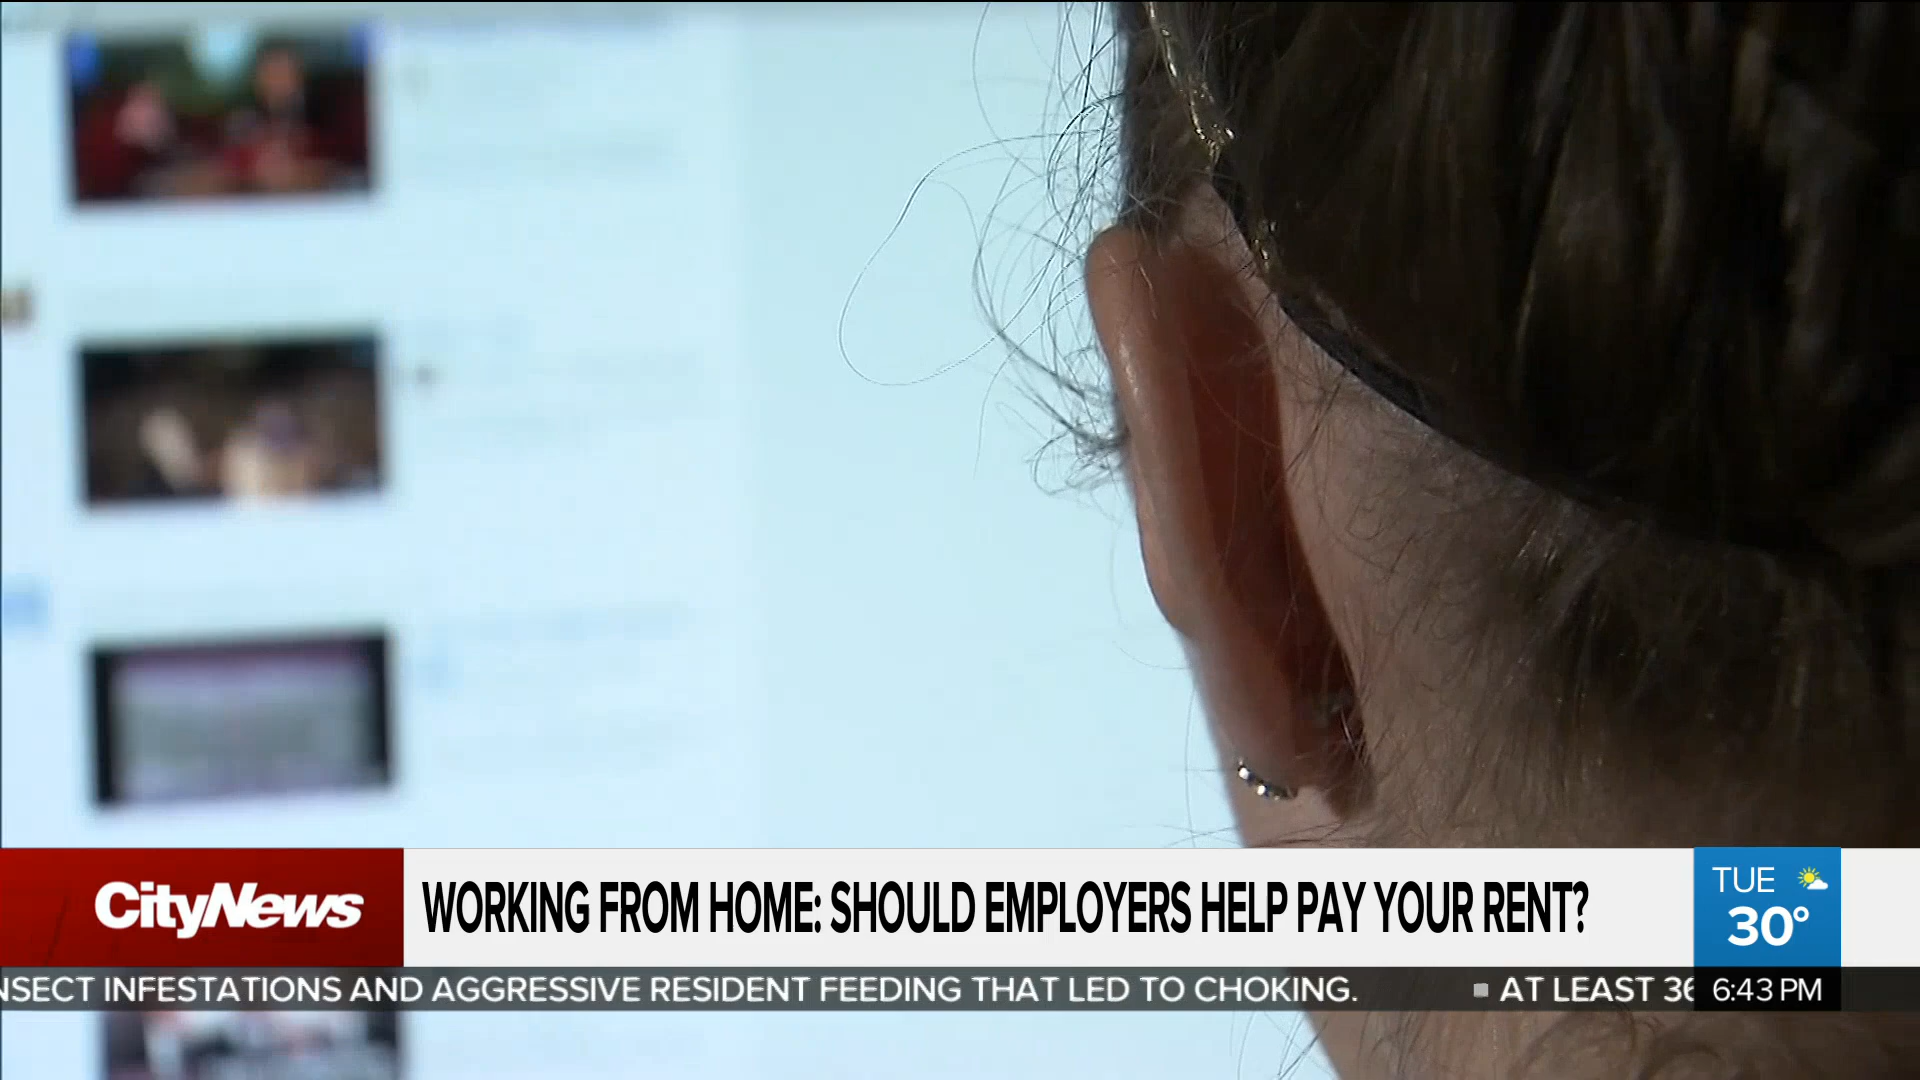 CityNews
WORKING FROM HOME: SHOULD EMPLOYERS HELP PAY YOUR RENT?
TUE
30°
NSECT INFESTATIONS AND AGGRESSIVE RESIDENT FEEDING THAT LED TO CHOKING.
AT LEAST 36
6:43 PM